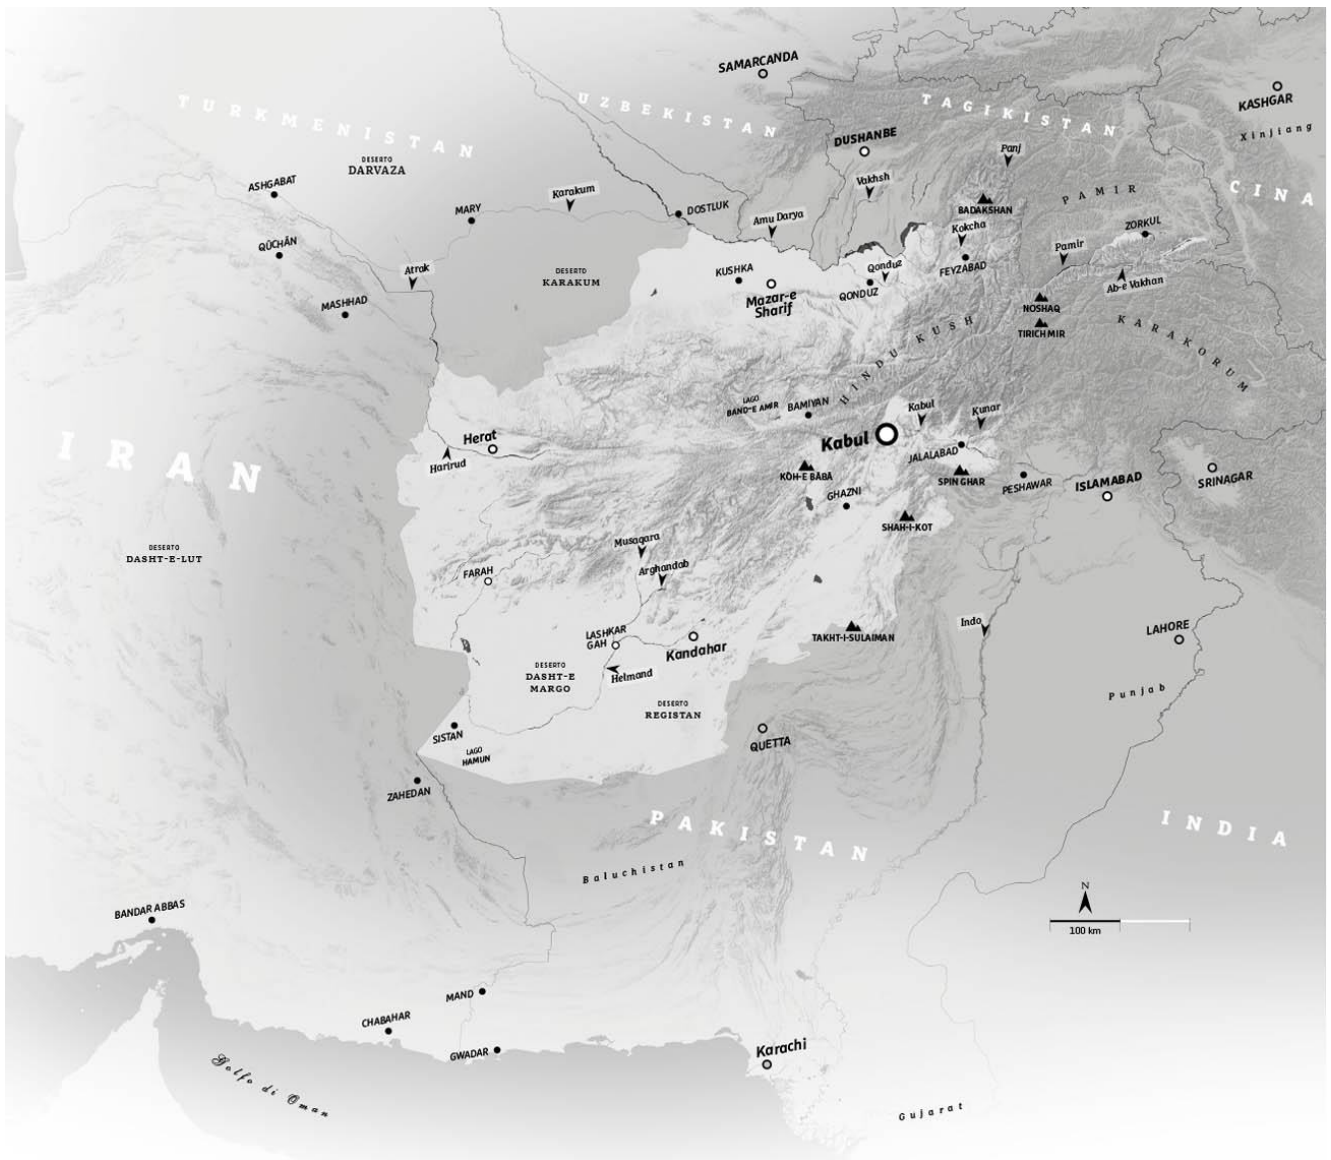 SAMARCANDA
KASHGAR
Xinjiang
TURKMENISTAN
UZBEKISTAN
TAGIKISTAN
CINA
DUSHANBE
Panj
Vakhsh
DESERTO
DARVAZA
ASHGABAT
Karakum
MARY
DOSTLUK
Amu Darya
BADAKSHAN
PAMIR
Kokcha
ZORKUL
QŪCHĀN
Atrak
DESERTO
KARAKUM
KUSHKA
Mazar-e
Sharif
Qonduz
QONDUZ
FEYZABAD
Pamir
Ab-e Vakhan
MASHHAD
NOSHAQ
TIRICH MIR
HINDU KUSH
KARAKORUM
LAGO
BAND-E AMIR
BAMIYAN
Kabul
Kunar
Herat
Harirud
Kabul
JALALABAD
KOH-E BĀBĀ
SPIN GHAR
PESHAWAR
ISLAMABAD
SRINAGAR
IRAN
GHAZNI
SHAH-I-KOT
DESERTO
DASHT-E-LUT
Musaqara
FARAH
Arghandab
LASHKAR
GAH
Kandahar
TAKHT-I-SULAIMAN
Indo
LAHORE
DESERTO
DASHT-E
MARGO
Helmand
DESERTO
REGISTAN
Punjab
SISTAN
LAGO
HAMUN
QUETTA
ZAHEDAN
PAKISTAN
INDIA
Baluchistan
N
100 km
BANDAR ABBAS
MAND
CHABAHAR
GWADAR
Karachi
Golfo di Oman
Gujarat